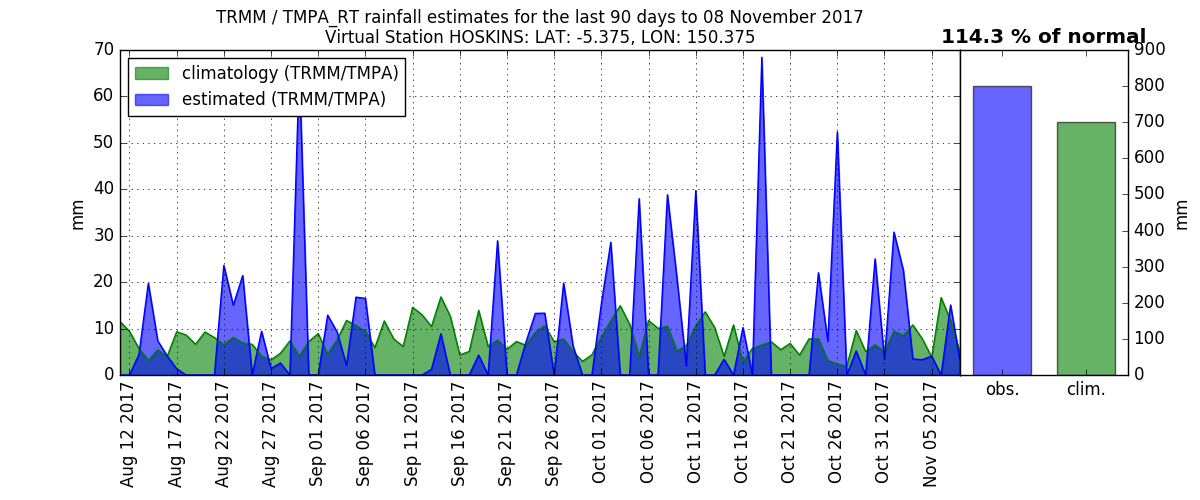 TRMM / TMPA_RT rainfall estimates for the last 90 days to 08 November 2017
Virtual Station HOSKINS: LAT: -5.375, LON: 150.375
114.3 % of normal
climatology (TRMM/TMPA)
estimated (TRMM/TMPA)
70
60
50
40
30
20
10
0
mm
900
800
700
600
500
400
300
200
100
0
mm
obs.
clim.
Aug 12 2017
Aug 17 2017
Aug 22 2017
Aug 27 2017
Sep 01 2017
Sep 06 2017
Sep 11 2017
Sep 16 2017
Sep 21 2017
Sep 26 2017
Oct 01 2017
Oct 06 2017
Oct 11 2017
Oct 16 2017
Oct 21 2017
Oct 26 2017
Oct 31 2017
Nov 05 2017